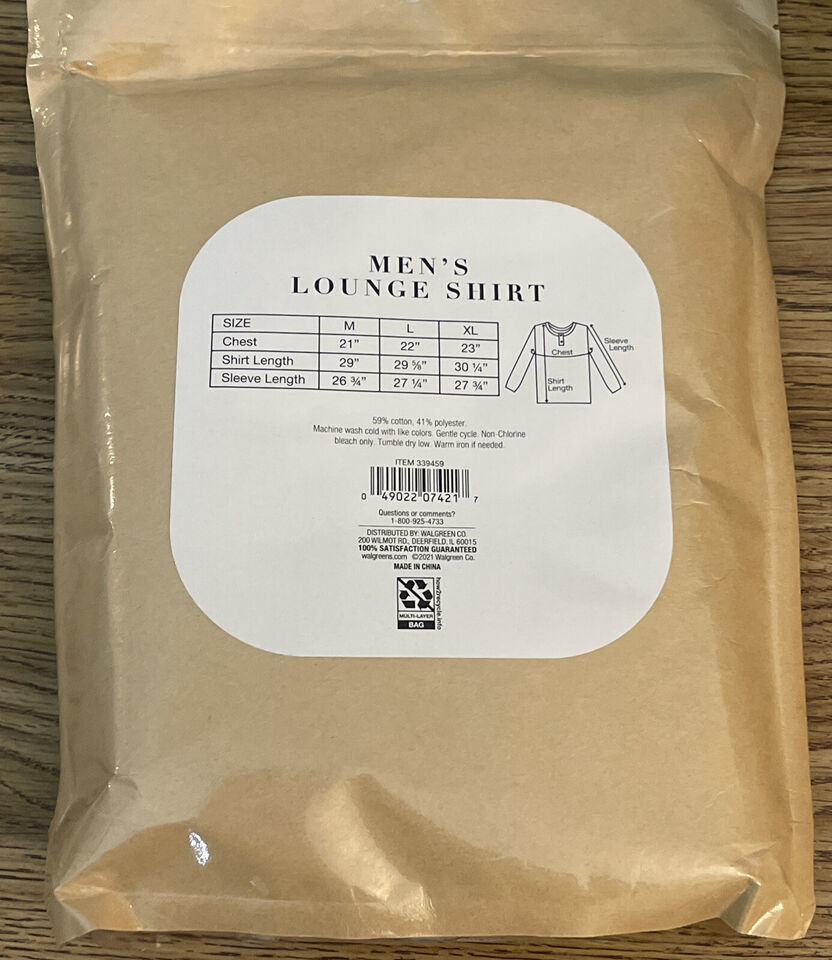 MEN'S
LOUNGE SHIRT
SIZE M L XL
Chest 21" 22" 23"
Shirt Length 29" 29 ⅝" 30 ¼"
Sleeve Length 26 ¾" 27 ¼" 27 ¾"
Chest
Sleeve
Length
Shirt
Length
59% cotton, 41% polyester.
Machine wash cold with like colors. Gentle cycle. Non-Chlorine
bleach only. Tumble dry low. Warm iron if needed.
ITEM 339459
0 49022 07421 7
Questions or comments?
1-800-925-4733
DISTRIBUTED BY: WALGREEN CO.
200 WILMOT RD., DEERFIELD, IL 60015
100% SATISFACTION GUARANTEED
walgreens.com ©2021 Walgreen Co.
MADE IN CHINA
how2recycle.info
MULTI-LAYER
BAG